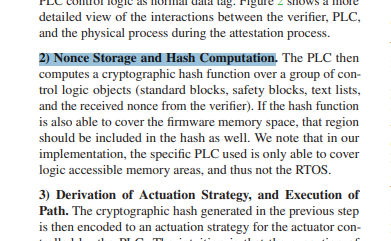 PLC control logic as normal data tag. Figure 2 shows a more
detailed view of the interactions between the verifier, PLC,
and the physical process during the attestation process.
2) Nonce Storage and Hash Computation. The PLC then
computes a cryptographic hash function over a group of con-
trol logic objects (standard blocks, safety blocks, text lists,
and the received nonce from the verifier). If the hash function
is also able to cover the firmware memory space, that region
should be included in the hash as well. We note that in our
implementation, the specific PLC used is only able to cover
logic accessible memory areas, and thus not the RTOS.
3) Derivation of Actuation Strategy, and Execution of
Path. The cryptographic hash generated in the previous step
is then encoded to an actuation strategy for the actuator con-
trolled by the PLC. The intuition is that the